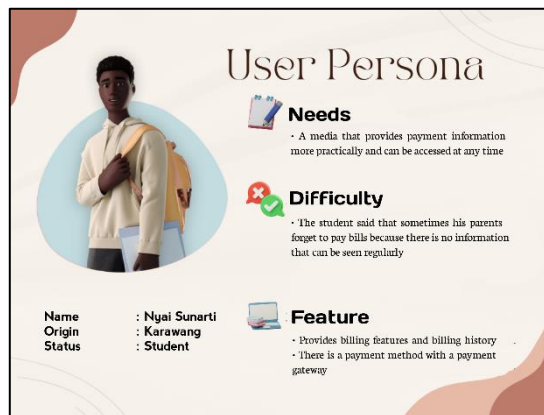 User Persona
Needs
· A media that provides payment information
more practically and can be accessed at any time
Difficulty
· The student said that sometimes his parents
forget to pay bills because there is no information
that can be seen regularly
Name : Nyai Sunarti
Origin : Karawang
Status : Student
Feature
· Provides billing features and billing history
· There is a payment method with a payment
gateway